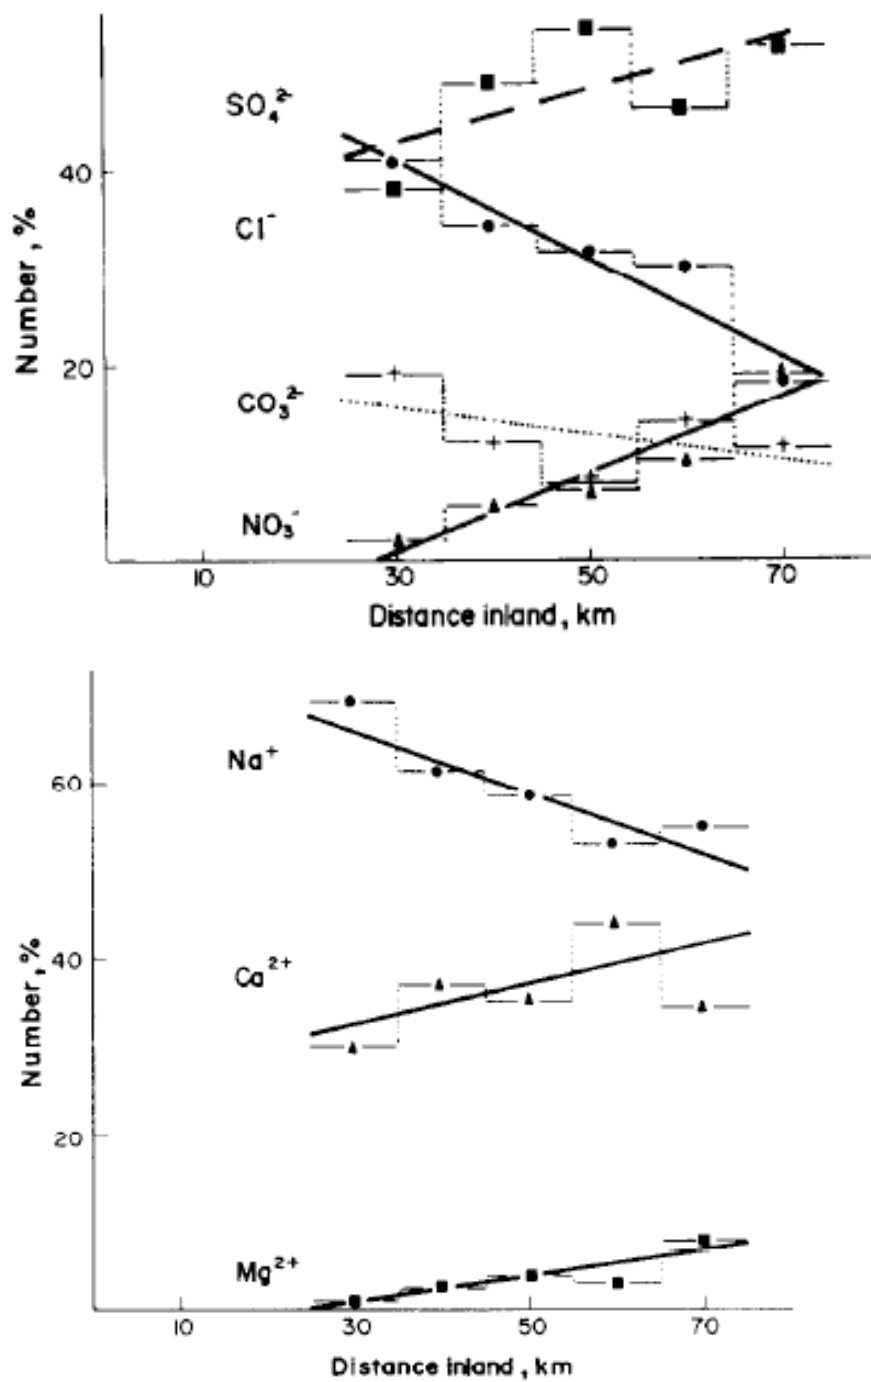 SO₄²⁻
40
Cl⁻
Number, %
20
CO₃²⁻
NO₃⁻
10 30 50 70
Distance inland, km
Na⁺
60
40
Ca²⁺
Number, %
20
Mg²⁺
10 30 50 70
Distance inland, km